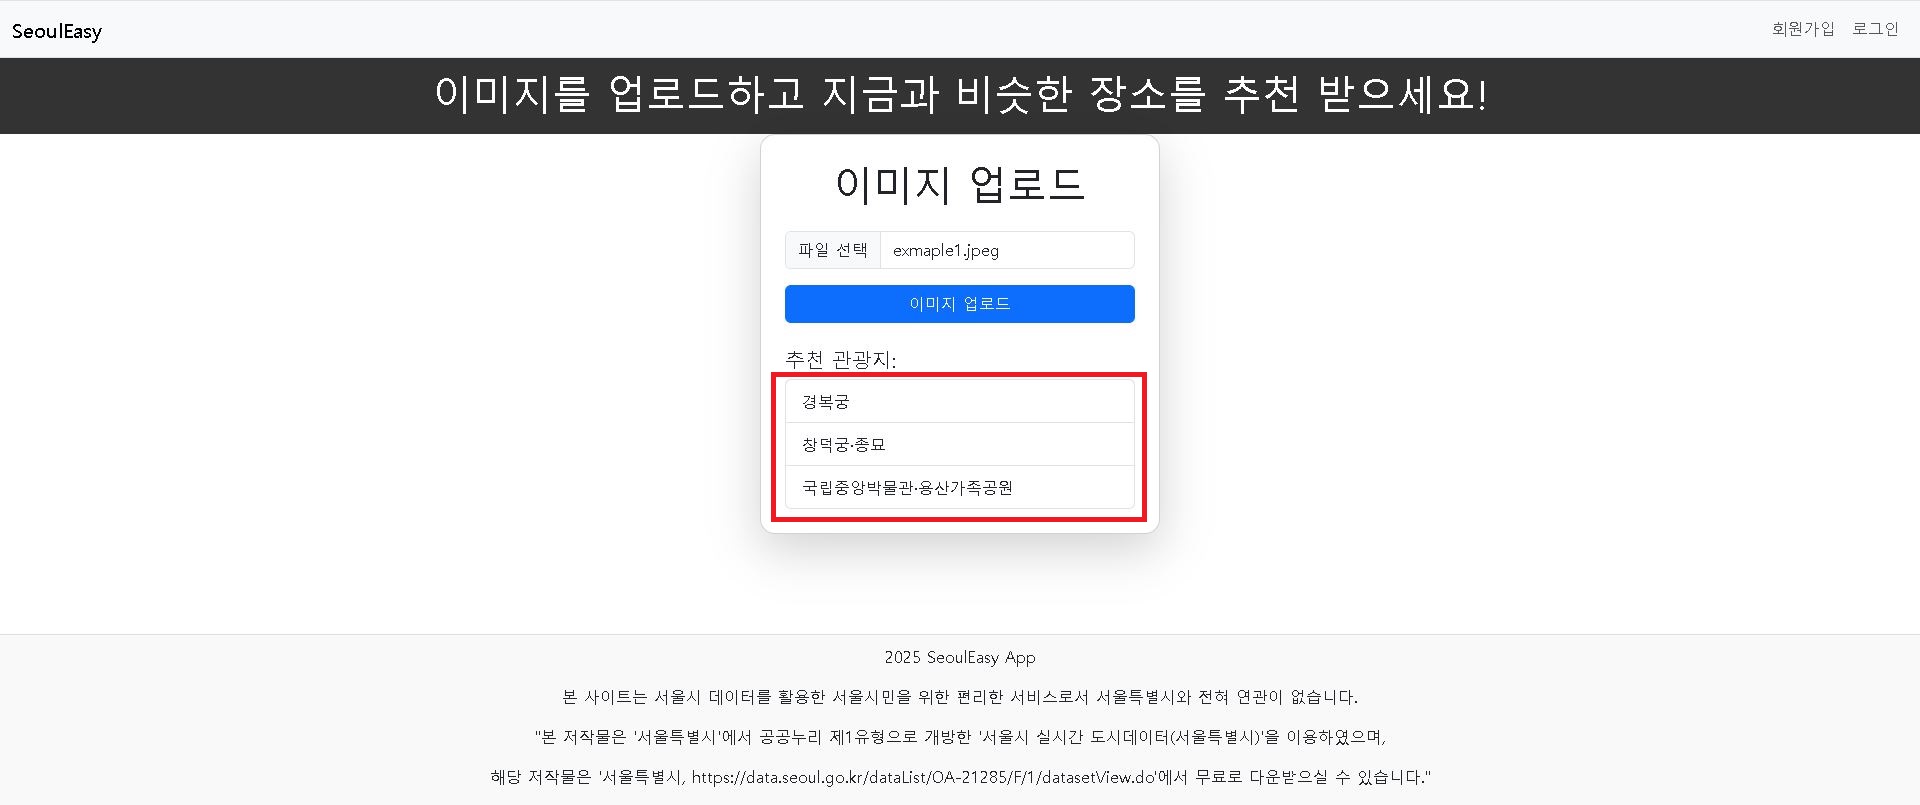 SeoulEasy
회원가입 로그인
이미지를 업로드하고 지금과 비슷한 장소를 추천 받으세요!
이미지 업로드
파일 선택 exmaple1.jpeg
이미지 업로드
추천 관광지:
경복궁
창덕궁·종묘
국립중앙박물관·용산가족공원
2025 SeoulEasy App
본 사이트는 서울시 데이터를 활용한 서울시민을 위한 편리한 서비스로서 서울특별시와 전혀 연관이 없습니다.
"본 저작물은 '서울특별시'에서 공공누리 제1유형으로 개방한 '서울시 실시간 도시데이터(서울특별시)'을 이용하였으며,
해당 저작물은 '서울특별시, https://data.seoul.go.kr/dataList/OA-21285/F/1/datasetView.do'에서 무료로 다운받으실 수 있습니다."